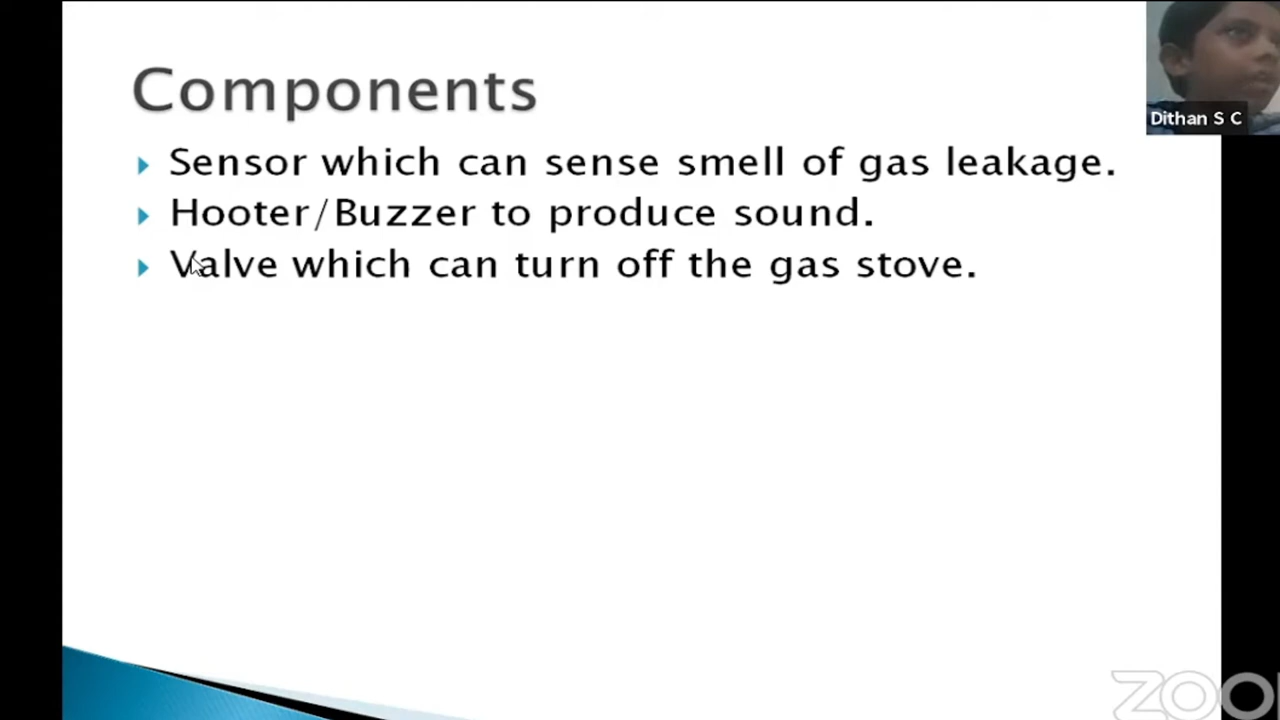 Components
Sensor which can sense smell of gas leakage.
Hooter/Buzzer to produce sound.
Valve which can turn off the gas stove.
Dithan S C